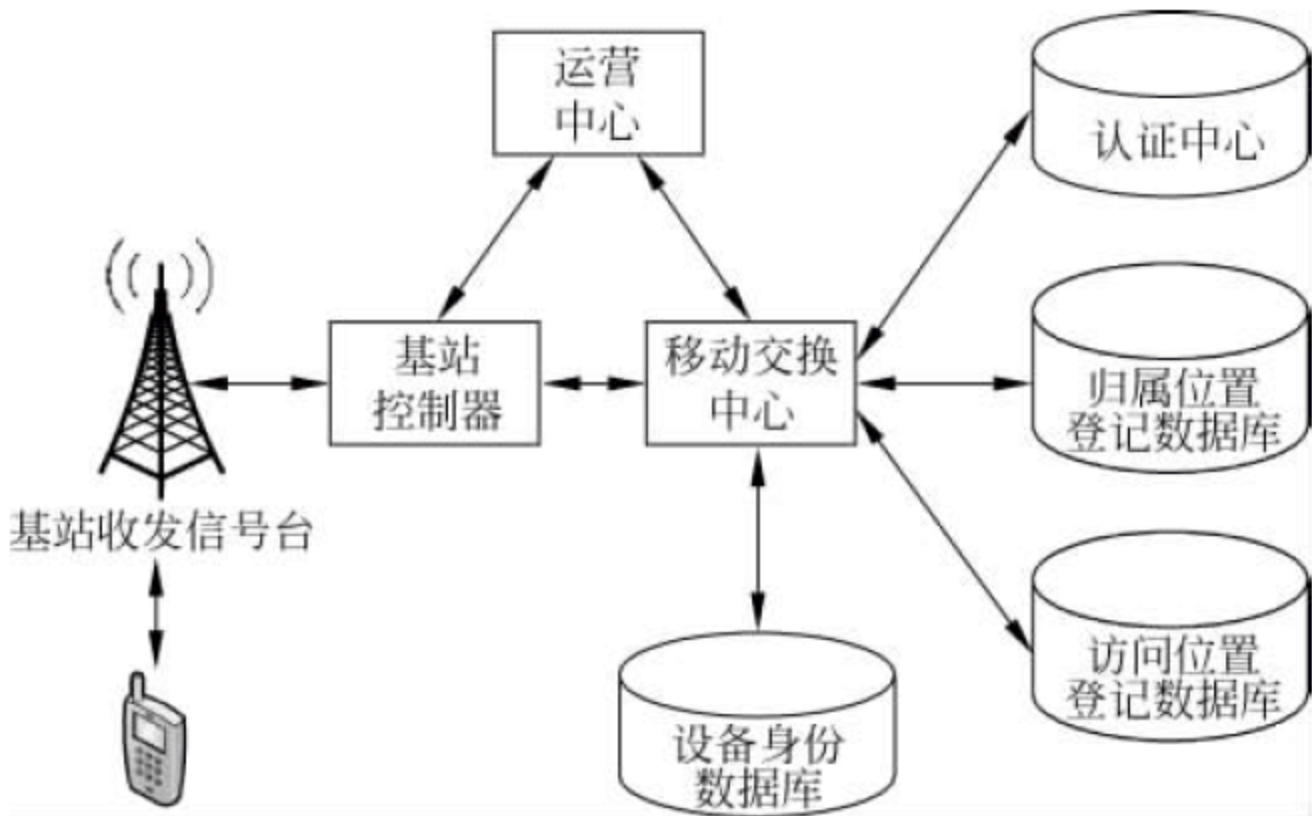 运营
中心
认证中心
基站
控制器
移动交换
中心
归属位置
登记数据库
基站收发信号台
访问位置
登记数据库
设备身份
数据库